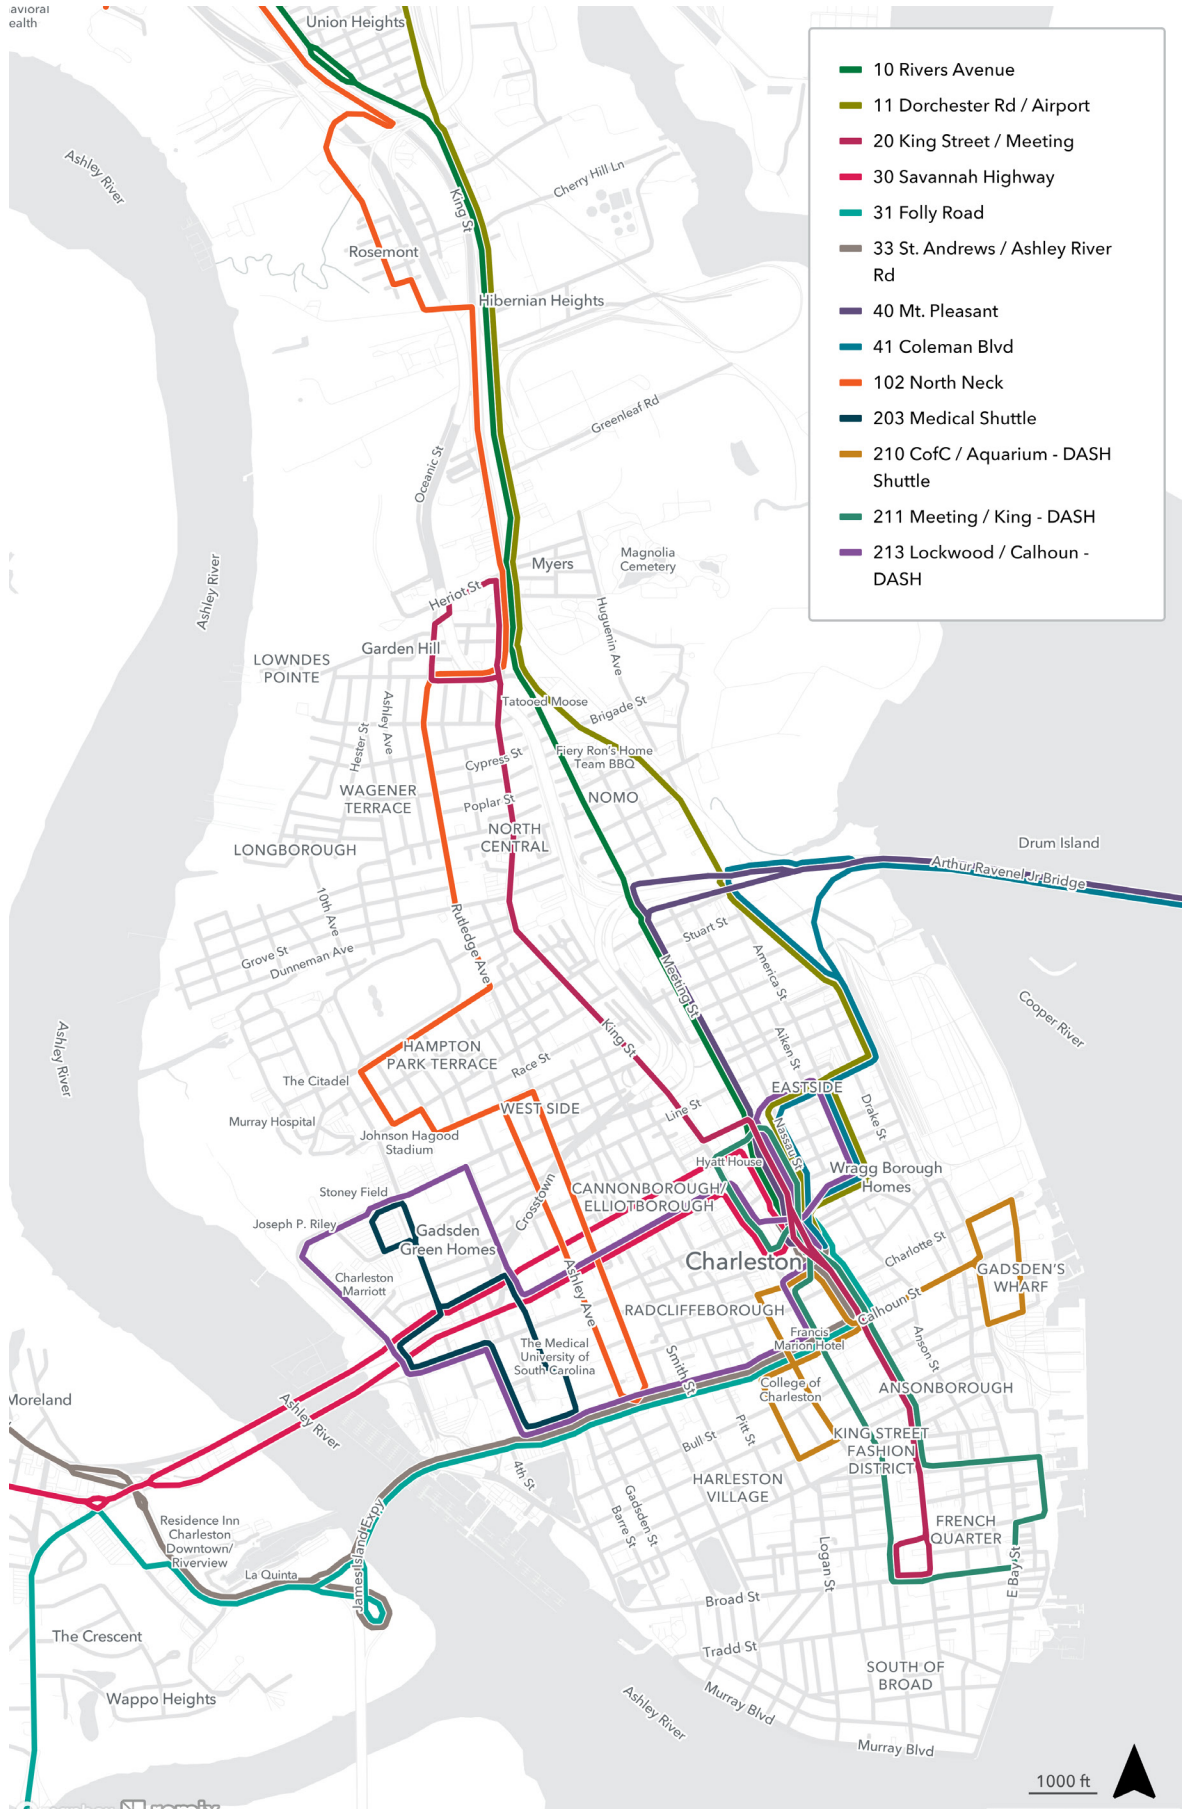 avioral
ealth
Union Heights
10 Rivers Avenue
11 Dorchester Rd / Airport
20 King Street / Meeting
30 Savannah Highway
31 Folly Road
33 St. Andrews / Ashley River
Rd
40 Mt. Pleasant
41 Coleman Blvd
102 North Neck
203 Medical Shuttle
210 CofC / Aquarium - DASH
Shuttle
211 Meeting / King - DASH
213 Lockwood / Calhoun -
DASH
Ashley River
Cherry Hill Ln
King St
Rosemont
Hibernian Heights
Greenleaf Rd
Oceanic St
Myers
Magnolia
Cemetery
Ashley River
Heriot St
Huguenin Ave
Garden Hill
LOWNDES
POINTE
Tatooed Moose
Brigade St
Ashley Ave
Hester St
Cypress St
Fiery Ron's Home
Team BBQ
WAGENER
TERRACE
Poplar St
NOMO
NORTH
CENTRAL
LONGBOROUGH
Drum Island
Arthur Ravenel Jr Bridge
10th Ave
Rutledge Ave
Stuart St
Grove St
Dunneman Ave
America St
Meeting St
Cooper River
Ashley River
King St
HAMPTON
PARK TERRACE
Race St
Aiken St
The Citadel
EASTSIDE
Drake St
WEST SIDE
Line St
Murray Hospital
Johnson Hagood
Stadium
Nassau St
Hyatt House
Wragg Borough
Homes
Stoney Field
CANNONBOROUGH/
ELLIOTBOROUGH
Crosstown
Joseph P. Riley
Gadsden
Green Homes
Charleston
Charlotte St
GADSDEN'S
WHARF
Charleston
Marriott
Ashley Ave
RADCLIFFEBOROUGH
Calhoun St
Francis
Marion Hotel
The Medical
University of
South Carolina
Smith St
Anson St
College of
Charleston
ANSONBOROUGH
Moreland
Ashley River
Pitt St
Bull St
KING STREET
FASHION
DISTRICT
4th St
HARLESTON
VILLAGE
Gadsden St
Barre St
Residence Inn
Charleston
Downtown/
Riverview
James Island Expy
FRENCH
QUARTER
La Quinta
Logan St
E Bay St
Broad St
The Crescent
Tradd St
SOUTH OF
BROAD
Wappo Heights
Ashley River
Murray Blvd
Murray Blvd
1000 ft
remix